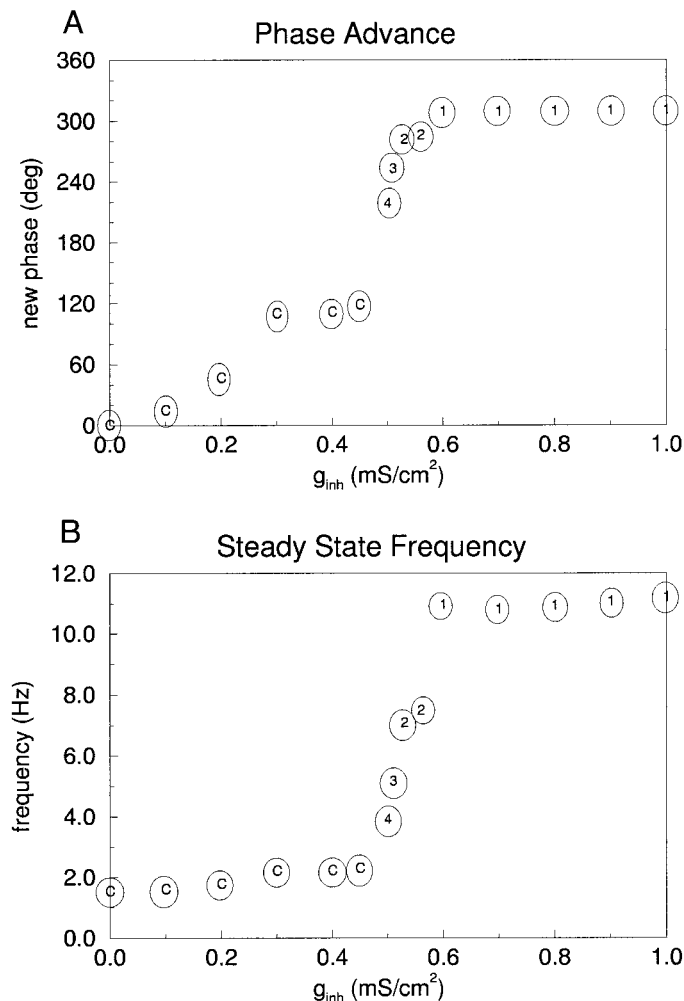 A
Phase Advance
new phase (deg)
360
300
240
180
120
60
0
C C C C C C 4 3 2 2 1 1 1 1 1
0.0 0.2 0.4 0.6 0.8 1.0
g_inh (mS/cm²)
B
Steady State Frequency
frequency (Hz)
12.0
10.0
8.0
6.0
4.0
2.0
0.0
C C C C C C 4 3 2 2 1 1 1 1 1
0.0 0.2 0.4 0.6 0.8 1.0
g_inh (mS/cm²)